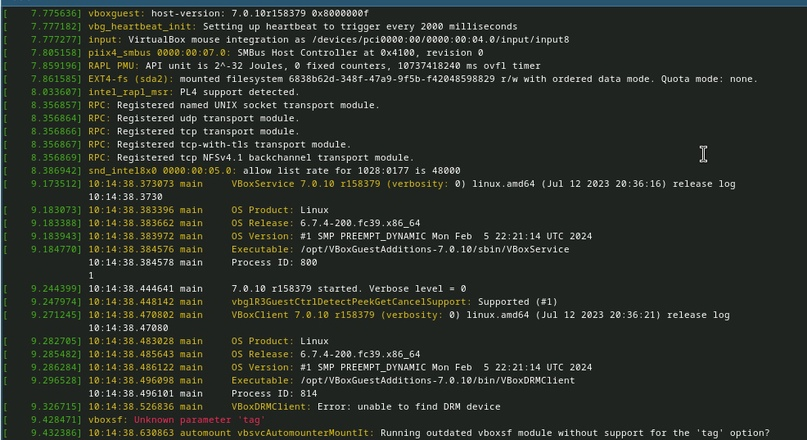 [    7.775636] vboxguest: host-version: 7.0.10r158379 0x8000000f
[    7.777182] vbg_heartbeat_init: Setting up heartbeat to trigger every 2000 milliseconds
[    7.777277] input: VirtualBox mouse integration as /devices/pci0000:00/0000:00:04.0/input/input8
[    7.805158] piix4_smbus 0000:00:07.0: SMBus Host Controller at 0x4100, revision 0
[    7.859196] RAPL PMU: API unit is 2^-32 Joules, 0 fixed counters, 10737418240 ms ovfl timer
[    7.861585] EXT4-fs (sda2): mounted filesystem 6838b62d-348f-47a9-9f5b-f42048598829 r/w with ordered data mode. Quota mode: none.
[    8.033607] intel_rapl_msr: PL4 support detected.
[    8.356857] RPC: Registered named UNIX socket transport module.
[    8.356864] RPC: Registered udp transport module.
[    8.356866] RPC: Registered tcp transport module.
[    8.356867] RPC: Registered tcp-with-tls transport module.
[    8.356869] RPC: Registered tcp NFSv4.1 backchannel transport module.
[    8.386942] snd_intel8x0 0000:00:05.0: allow list rate for 1028:0177 is 48000
[    9.173512] 10:14:38.373073 main     VBoxService 7.0.10 r158379 (verbosity: 0) linux.amd64 (Jul 12 2023 20:36:16) release log
10:14:38.3730
[    9.183073] 10:14:38.383396 main     OS Product: Linux
[    9.183388] 10:14:38.383662 main     OS Release: 6.7.4-200.fc39.x86_64
[    9.183943] 10:14:38.383972 main     OS Version: #1 SMP PREEMPT_DYNAMIC Mon Feb  5 22:21:14 UTC 2024
[    9.184770] 10:14:38.384576 main     Executable: /opt/VBoxGuestAdditions-7.0.10/sbin/VBoxService
10:14:38.384578 main     Process ID: 800
1
[    9.244399] 10:14:38.444641 main     7.0.10 r158379 started. Verbose level = 0
[    9.247974] 10:14:38.448142 main     vbglR3GuestCtrlDetectPeekGetCancelSupport: Supported (#1)
[    9.271245] 10:14:38.470802 main     VBoxClient 7.0.10 r158379 (verbosity: 0) linux.amd64 (Jul 12 2023 20:36:21) release log
10:14:38.47080
[    9.282705] 10:14:38.483028 main     OS Product: Linux
[    9.285482] 10:14:38.485643 main     OS Release: 6.7.4-200.fc39.x86_64
[    9.286284] 10:14:38.486122 main     OS Version: #1 SMP PREEMPT_DYNAMIC Mon Feb  5 22:21:14 UTC 2024
[    9.296528] 10:14:38.496098 main     Executable: /opt/VBoxGuestAdditions-7.0.10/bin/VBoxDRMClient
10:14:38.496101 main     Process ID: 814
[    9.326715] 10:14:38.526836 main     VBoxDRMClient: Error: unable to find DRM device
[    9.428471] vboxsf: Unknown parameter 'tag'
[    9.432386] 10:14:38.630863 automount vbsvcAutomounterMountIt: Running outdated vboxsf module without support for the 'tag' option?